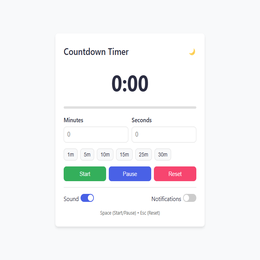 Countdown Timer
0:00
Minutes Seconds
0 0
1m 5m 10m 15m 25m 30m
Start Pause Reset
Sound Notifications
Space (Start/Pause) • Esc (Reset)